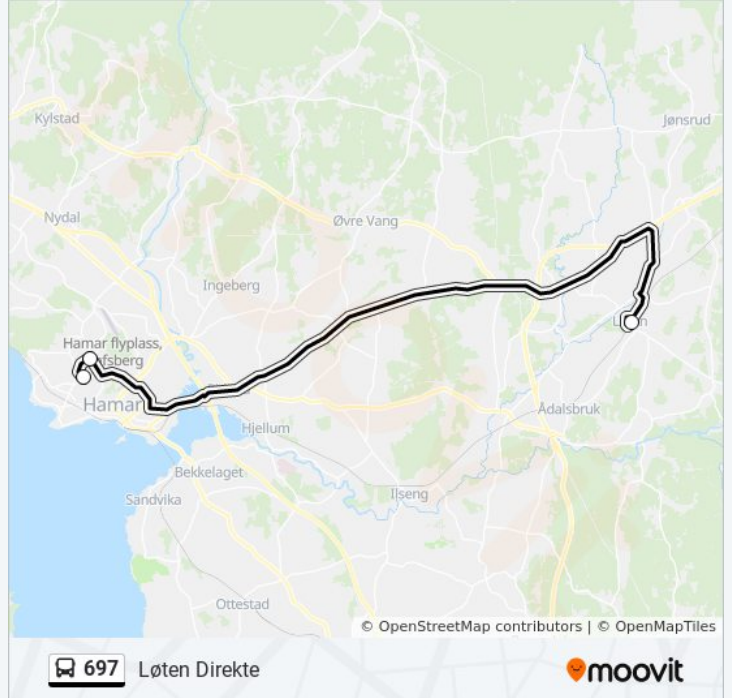 Kylstad
Jønsrud
Nydal
Øvre Vang
Ingeberg
Hamar flyplass,
Hamar
Ådalsbruk
Hjellum
Bekkelaget
Sandvika
Ilseng
Ottestad
© OpenStreetMap contributors | © OpenMapTiles
697 Løten Direkte
moovit